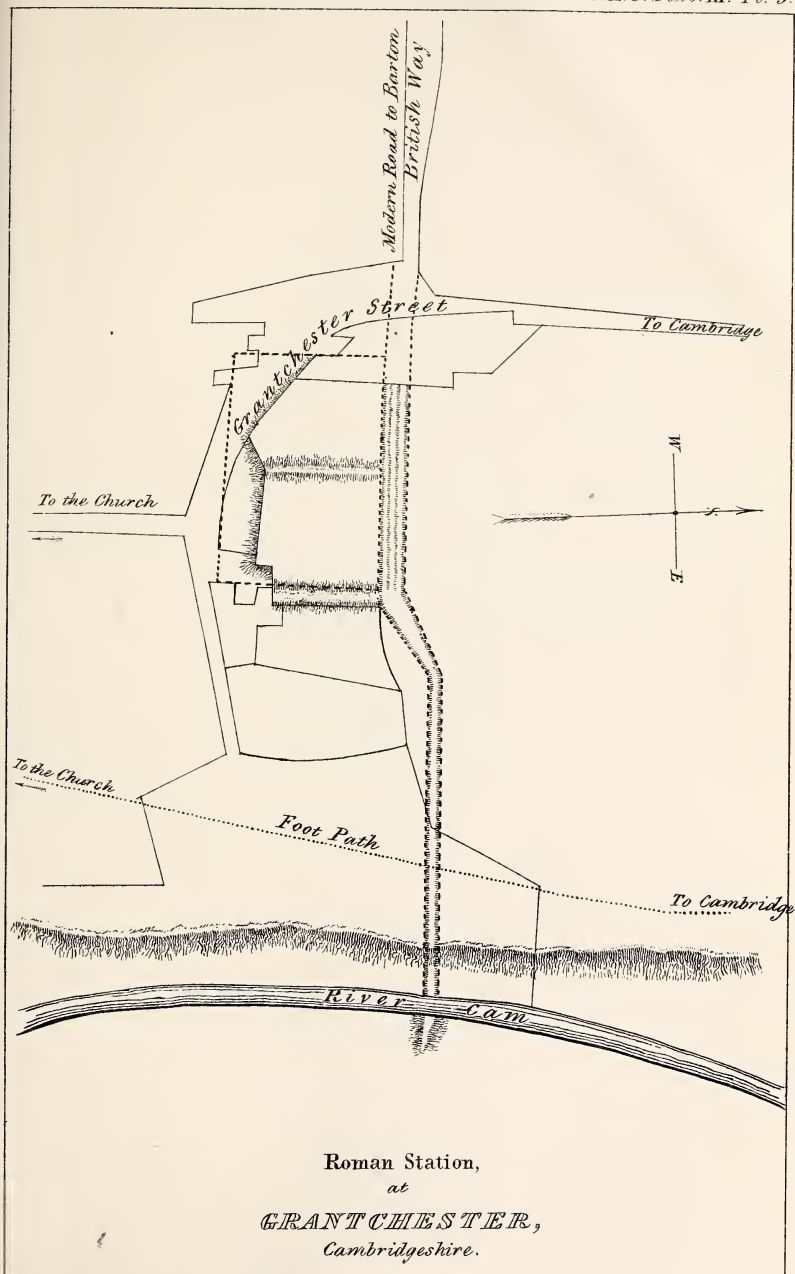 Modern Road to Barton
British Way
Grantchester Street
To Cambridge
W
S.
E
To the Church
To the Church
Foot Path
To Cambridge
River Cam
Roman Station,
at
GRANTCHESTER,
Cambridgeshire.